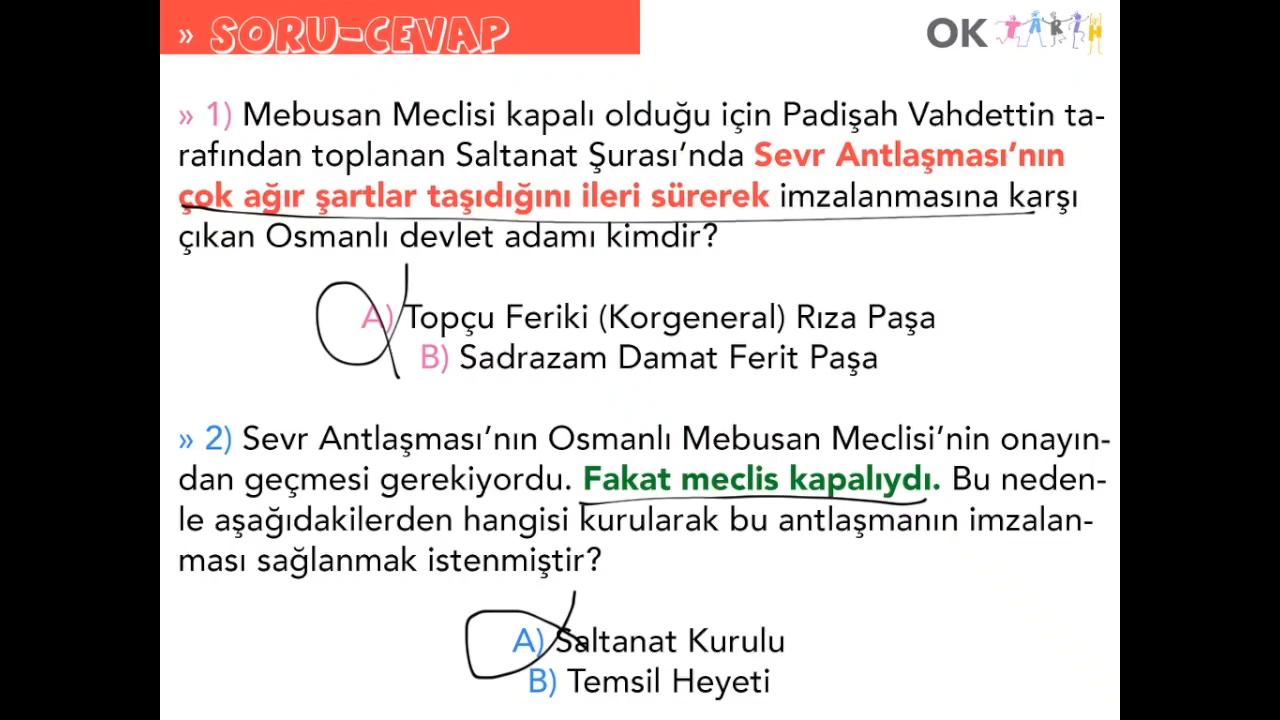 » SORU-CEVAP
OK TARİH
» 1) Mebusan Meclisi kapalı olduğu için Padişah Vahdettin ta-
rafından toplanan Saltanat Şurası’nda Sevr Antlaşması’nın
çok ağır şartlar taşıdığını ileri sürerek imzalanmasına karşı
çıkan Osmanlı devlet adamı kimdir?
A) Topçu Feriki (Korgeneral) Rıza Paşa
B) Sadrazam Damat Ferit Paşa
» 2) Sevr Antlaşması’nın Osmanlı Mebusan Meclisi’nin onayın-
dan geçmesi gerekiyordu. Fakat meclis kapalıydı. Bu neden-
le aşağıdakilerden hangisi kurularak bu antlaşmanın imzalan-
ması sağlanmak istenmiştir?
A) Saltanat Kurulu
B) Temsil Heyeti